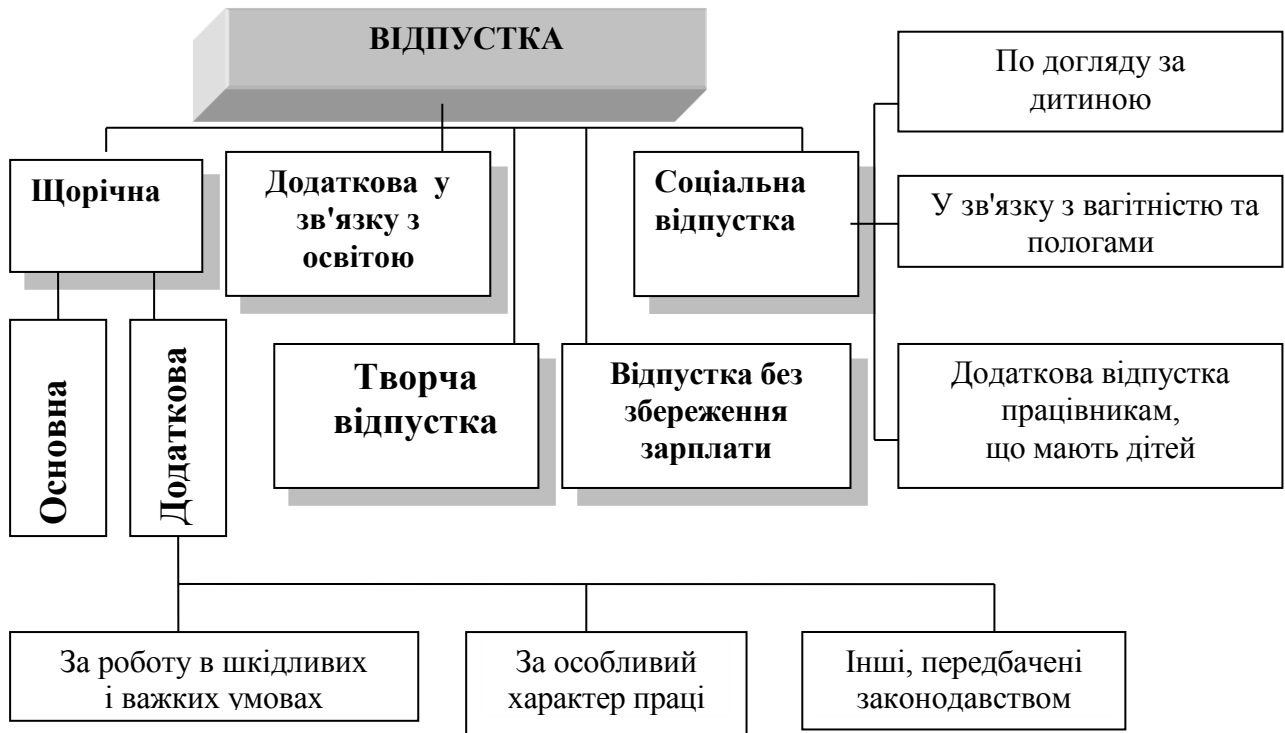 ВІДПУСТКА
По догляду за
дитиною
Щорічна
Додаткова у
зв'язку з
освітою
Соціальна
відпустка
У зв'язку з вагітністю та
пологами
Основна
Додаткова
Творча
відпустка
Відпустка без
збереження
зарплати
Додаткова відпустка
працівникам,
що мають дітей
За роботу в шкідливих
і важких умовах
За особливий
характер праці
Інші, передбачені
законодавством